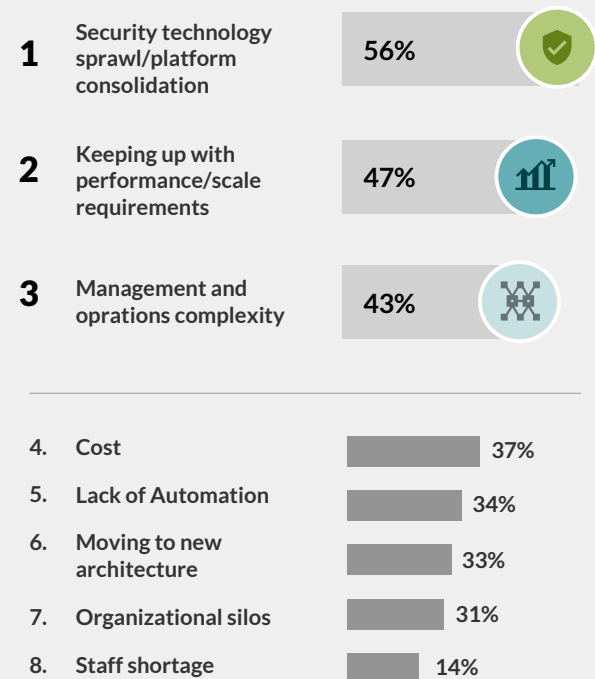 1
Security technology
sprawl/platform
consolidation
56%
2
Keeping up with
performance/scale
requirements
47%
3
Management and
oprations complexity
43%
4. Cost 37%
5. Lack of Automation 34%
6. Moving to new
architecture
33%
7. Organizational silos 31%
8. Staff shortage 14%